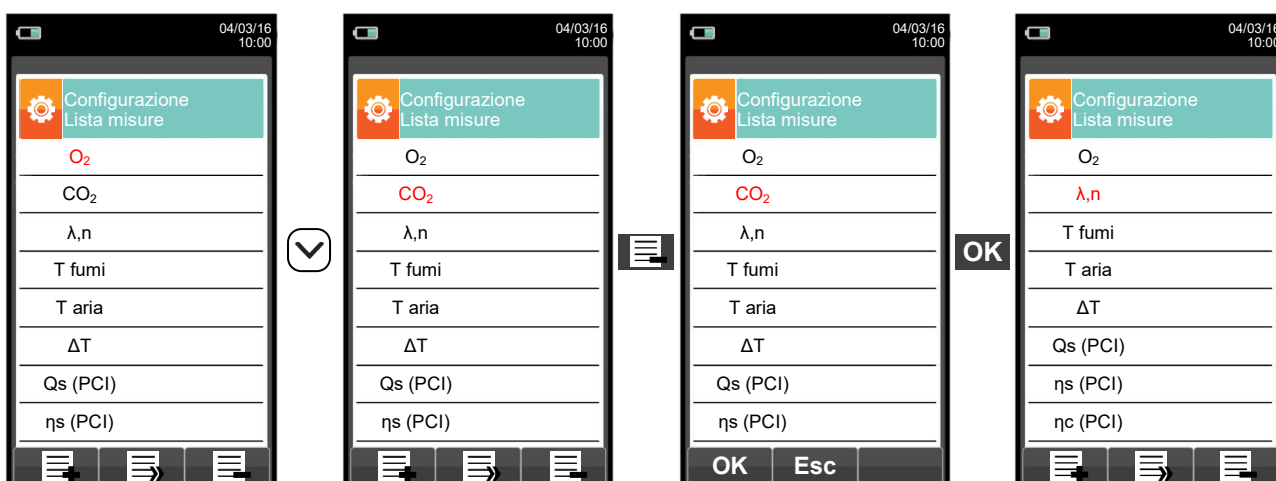 04/03/16
10:00
Configurazione
Lista misure
O₂
CO₂
λ,n
T fumi
T aria
ΔT
Qs (PCI)
ηs (PCI)
04/03/16
10:00
Configurazione
Lista misure
O₂
CO₂
λ,n
T fumi
T aria
ΔT
Qs (PCI)
ηs (PCI)
04/03/16
10:00
Configurazione
Lista misure
O₂
CO₂
λ,n
T fumi
T aria
ΔT
Qs (PCI)
ηs (PCI)
OK Esc
OK
04/03/16
10:00
Configurazione
Lista misure
O₂
λ,n
T fumi
T aria
ΔT
Qs (PCI)
ηs (PCI)
ηc (PCI)